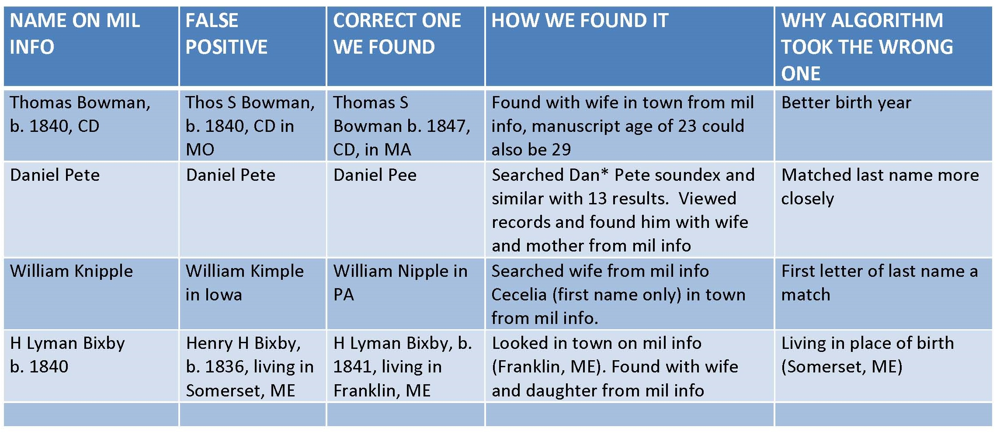 NAME ON MIL
INFO
FALSE
POSITIVE
CORRECT ONE
WE FOUND
HOW WE FOUND IT
WHY ALGORITHM
TOOK THE WRONG
ONE
Thomas Bowman,
b. 1840, CD
Thos S Bowman,
b. 1840, CD in
MO
Thomas S
Bowman b. 1847,
CD, in MA
Found with wife in town from mil
info, manuscript age of 23 could
also be 29
Better birth year
Daniel Pete
Daniel Pete
Daniel Pee
Searched Dan* Pete soundex and
similar with 13 results.  Viewed
records and found him with wife
and mother from mil info
Matched last name more
closely
William Knipple
William Kimple
in Iowa
William Nipple in
PA
Searched wife from mil info
Cecelia (first name only) in town
from mil info.
First letter of last name a
match
H Lyman Bixby
b. 1840
Henry H Bixby,
b. 1836, living in
Somerset, ME
H Lyman Bixby, b.
1841, living in
Franklin, ME
Looked in town on mil info
(Franklin, ME). Found with wife
and daughter from mil info
Living in place of birth
(Somerset, ME)